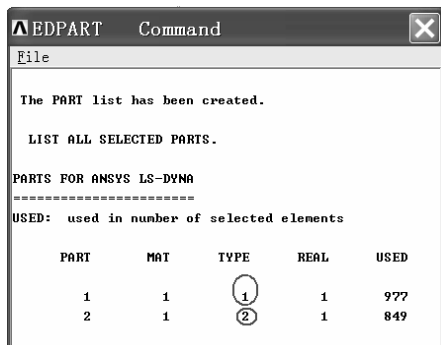 EDPART Command
File
The PART list has been created.
LIST ALL SELECTED PARTS.
PARTS FOR ANSYS LS-DYNA
USED: used in number of selected elements
PART MAT TYPE REAL USED
1 1 1 1 977
2 1 2 1 849